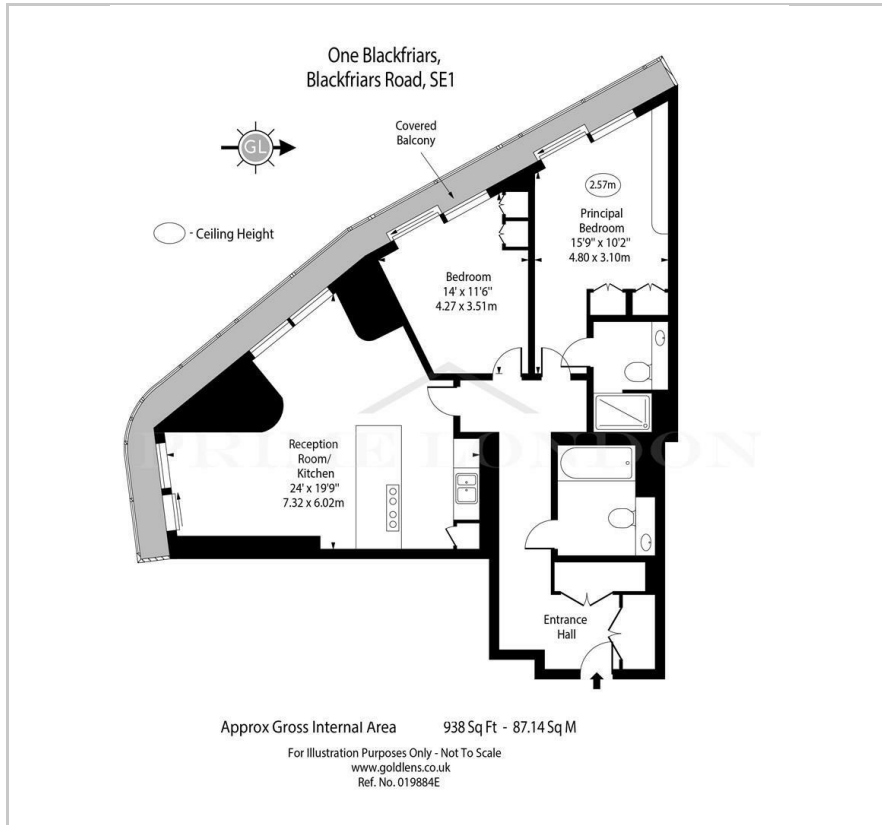 One Blackfriars,
Blackfriars Road, SE1
GL
Covered
Balcony
- Ceiling Height
2.57m
Principal
Bedroom
15'9" x 10'2"
4.80 x 3.10m
Bedroom
14' x 11'6"
4.27 x 3.51m
Reception
Room/
Kitchen
24' x 19'9"
7.32 x 6.02m
PRIME LONDON
Entrance
Hall
Approx Gross Internal Area 938 Sq Ft - 87.14 Sq M
For Illustration Purposes Only - Not To Scale
www.goldlens.co.uk
Ref. No. 019884E